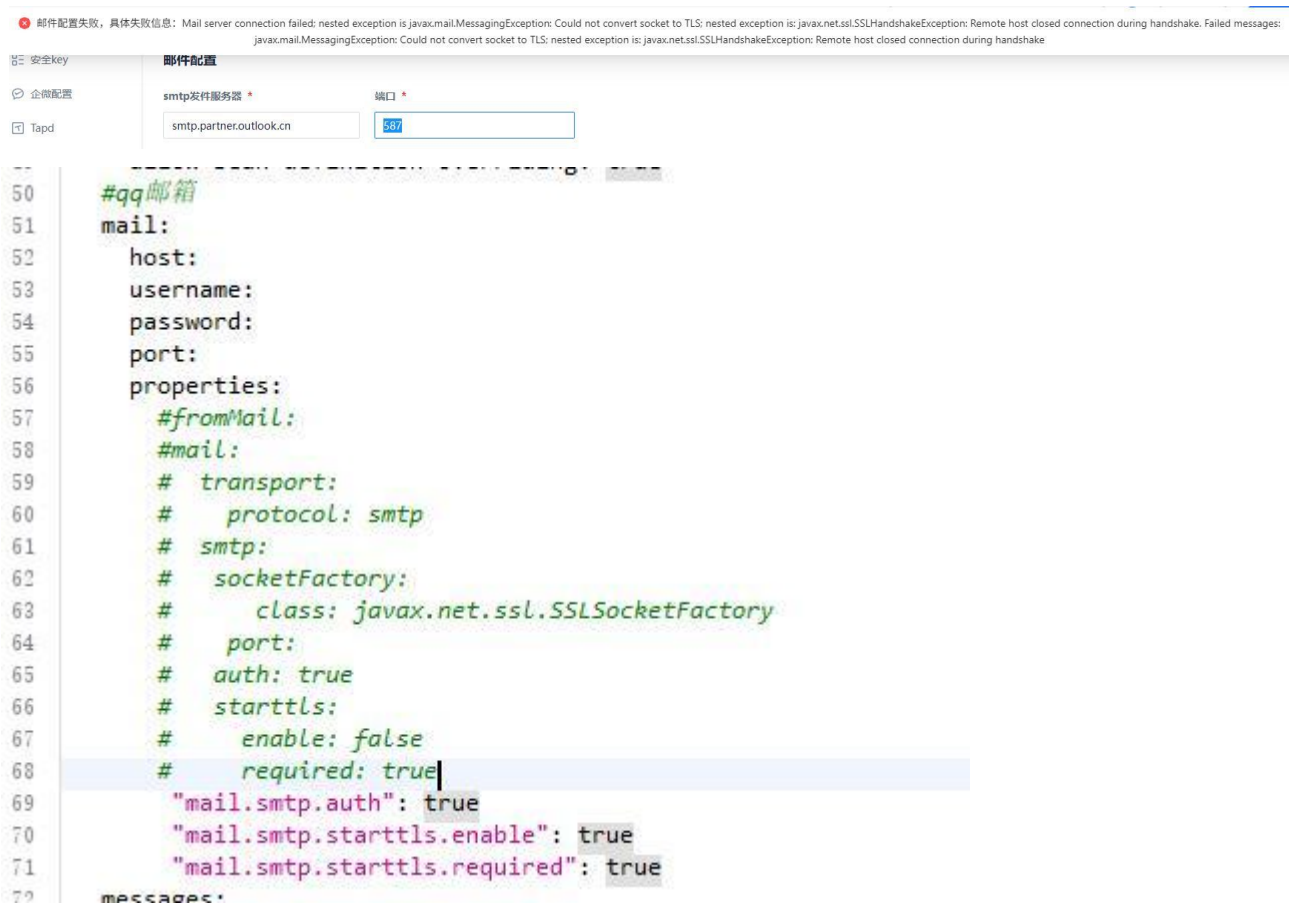 邮件配置失败，具体失败信息：Mail server connection failed; nested exception is javax.mail.MessagingException: Could not convert socket to TLS; nested exception is: javax.net.ssl.SSLHandshakeException: Remote host closed connection during handshake. Failed messages:
javax.mail.MessagingException: Could not convert socket to TLS; nested exception is: javax.net.ssl.SSLHandshakeException: Remote host closed connection during handshake
安全key
邮件配置
企微配置
smtp发件服务器 *
端口 *
smtp.partner.outlook.cn
587
Tapd
50 #qq邮箱
51 mail:
52 host:
53 username:
54 password:
55 port:
56 properties:
57 #fromMail:
58 #mail:
59 # transport:
60 # protocol: smtp
61 # smtp:
62 # socketFactory:
63 # class: javax.net.ssl.SSLSocketFactory
64 # port:
65 # auth: true
66 # starttls:
67 # enable: false
68 # required: true
69 "mail.smtp.auth": true
70 "mail.smtp.starttls.enable": true
71 "mail.smtp.starttls.required": true
72 messages: